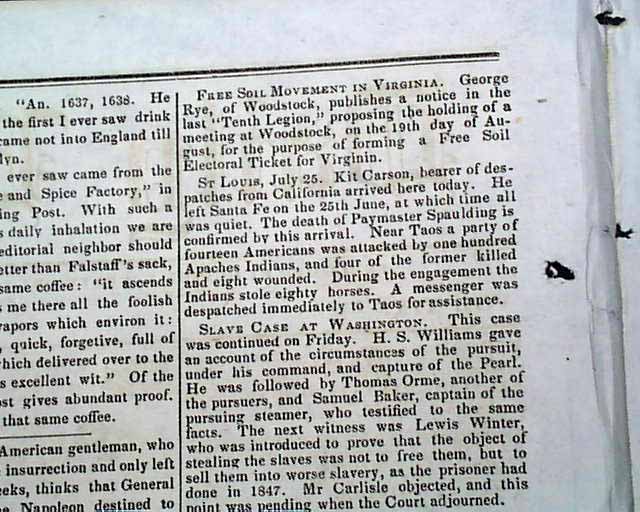 "An. 1637, 1638. He
the first I ever saw drink
came not into England till
lyn.
ever saw came from the
e and Spice Factory," in
ing Post. With such a
s daily inhalation we are
editorial neighbor should
etter than Falstaff's sack,
same coffee: "it ascends
s me there all the foolish
vapors which environ it:
, quick, forgetive, full of
which delivered over to the
s excellent wit." Of the
ost gives abundant proof.
that same coffee.
American gentleman, who
insurrection and only left
eeks, thinks that General
Napoleon destined to
Free Soil Movement in Virginia. George
Rye, of Woodstock, publishes a notice in the
last "Tenth Legion," proposing the holding of a
meeting at Woodstock, on the 19th day of Au-
gust, for the purpose of forming a Free Soil
Electoral Ticket for Virginin.
St Louis, July 25. Kit Carson, bearer of des-
patches from California arrived here today. He
left Santa Fe on the 25th June, at which time all
was quiet. The death of Paymaster Spaulding is
confirmed by this arrival. Near Taos a party of
fourteen Americans was attacked by one hundred
Apaches Indians, and four of the former killed
and eight wounded. During the engagement the
Indians stole eighty horses. A messenger was
despatched immediately to Taos for assistance.
Slave Case at Washington. This case
was continued on Friday. H. S. Williams gave
an account of the circumstances of the pursuit,
under his command, and capture of the Pearl.
He was followed by Thomas Orme, another of
the pursuers, and Samuel Baker, captain of the
pursuing steamer, who testified to the same
facts. The next witness was Lewis Winter,
who was introduced to prove that the object of
stealing the slaves was not to free them, but to
sell them into worse slavery, as the prisoner had
done in 1847. Mr Carlisle objected, and this
point was pending when the Court adjourned.